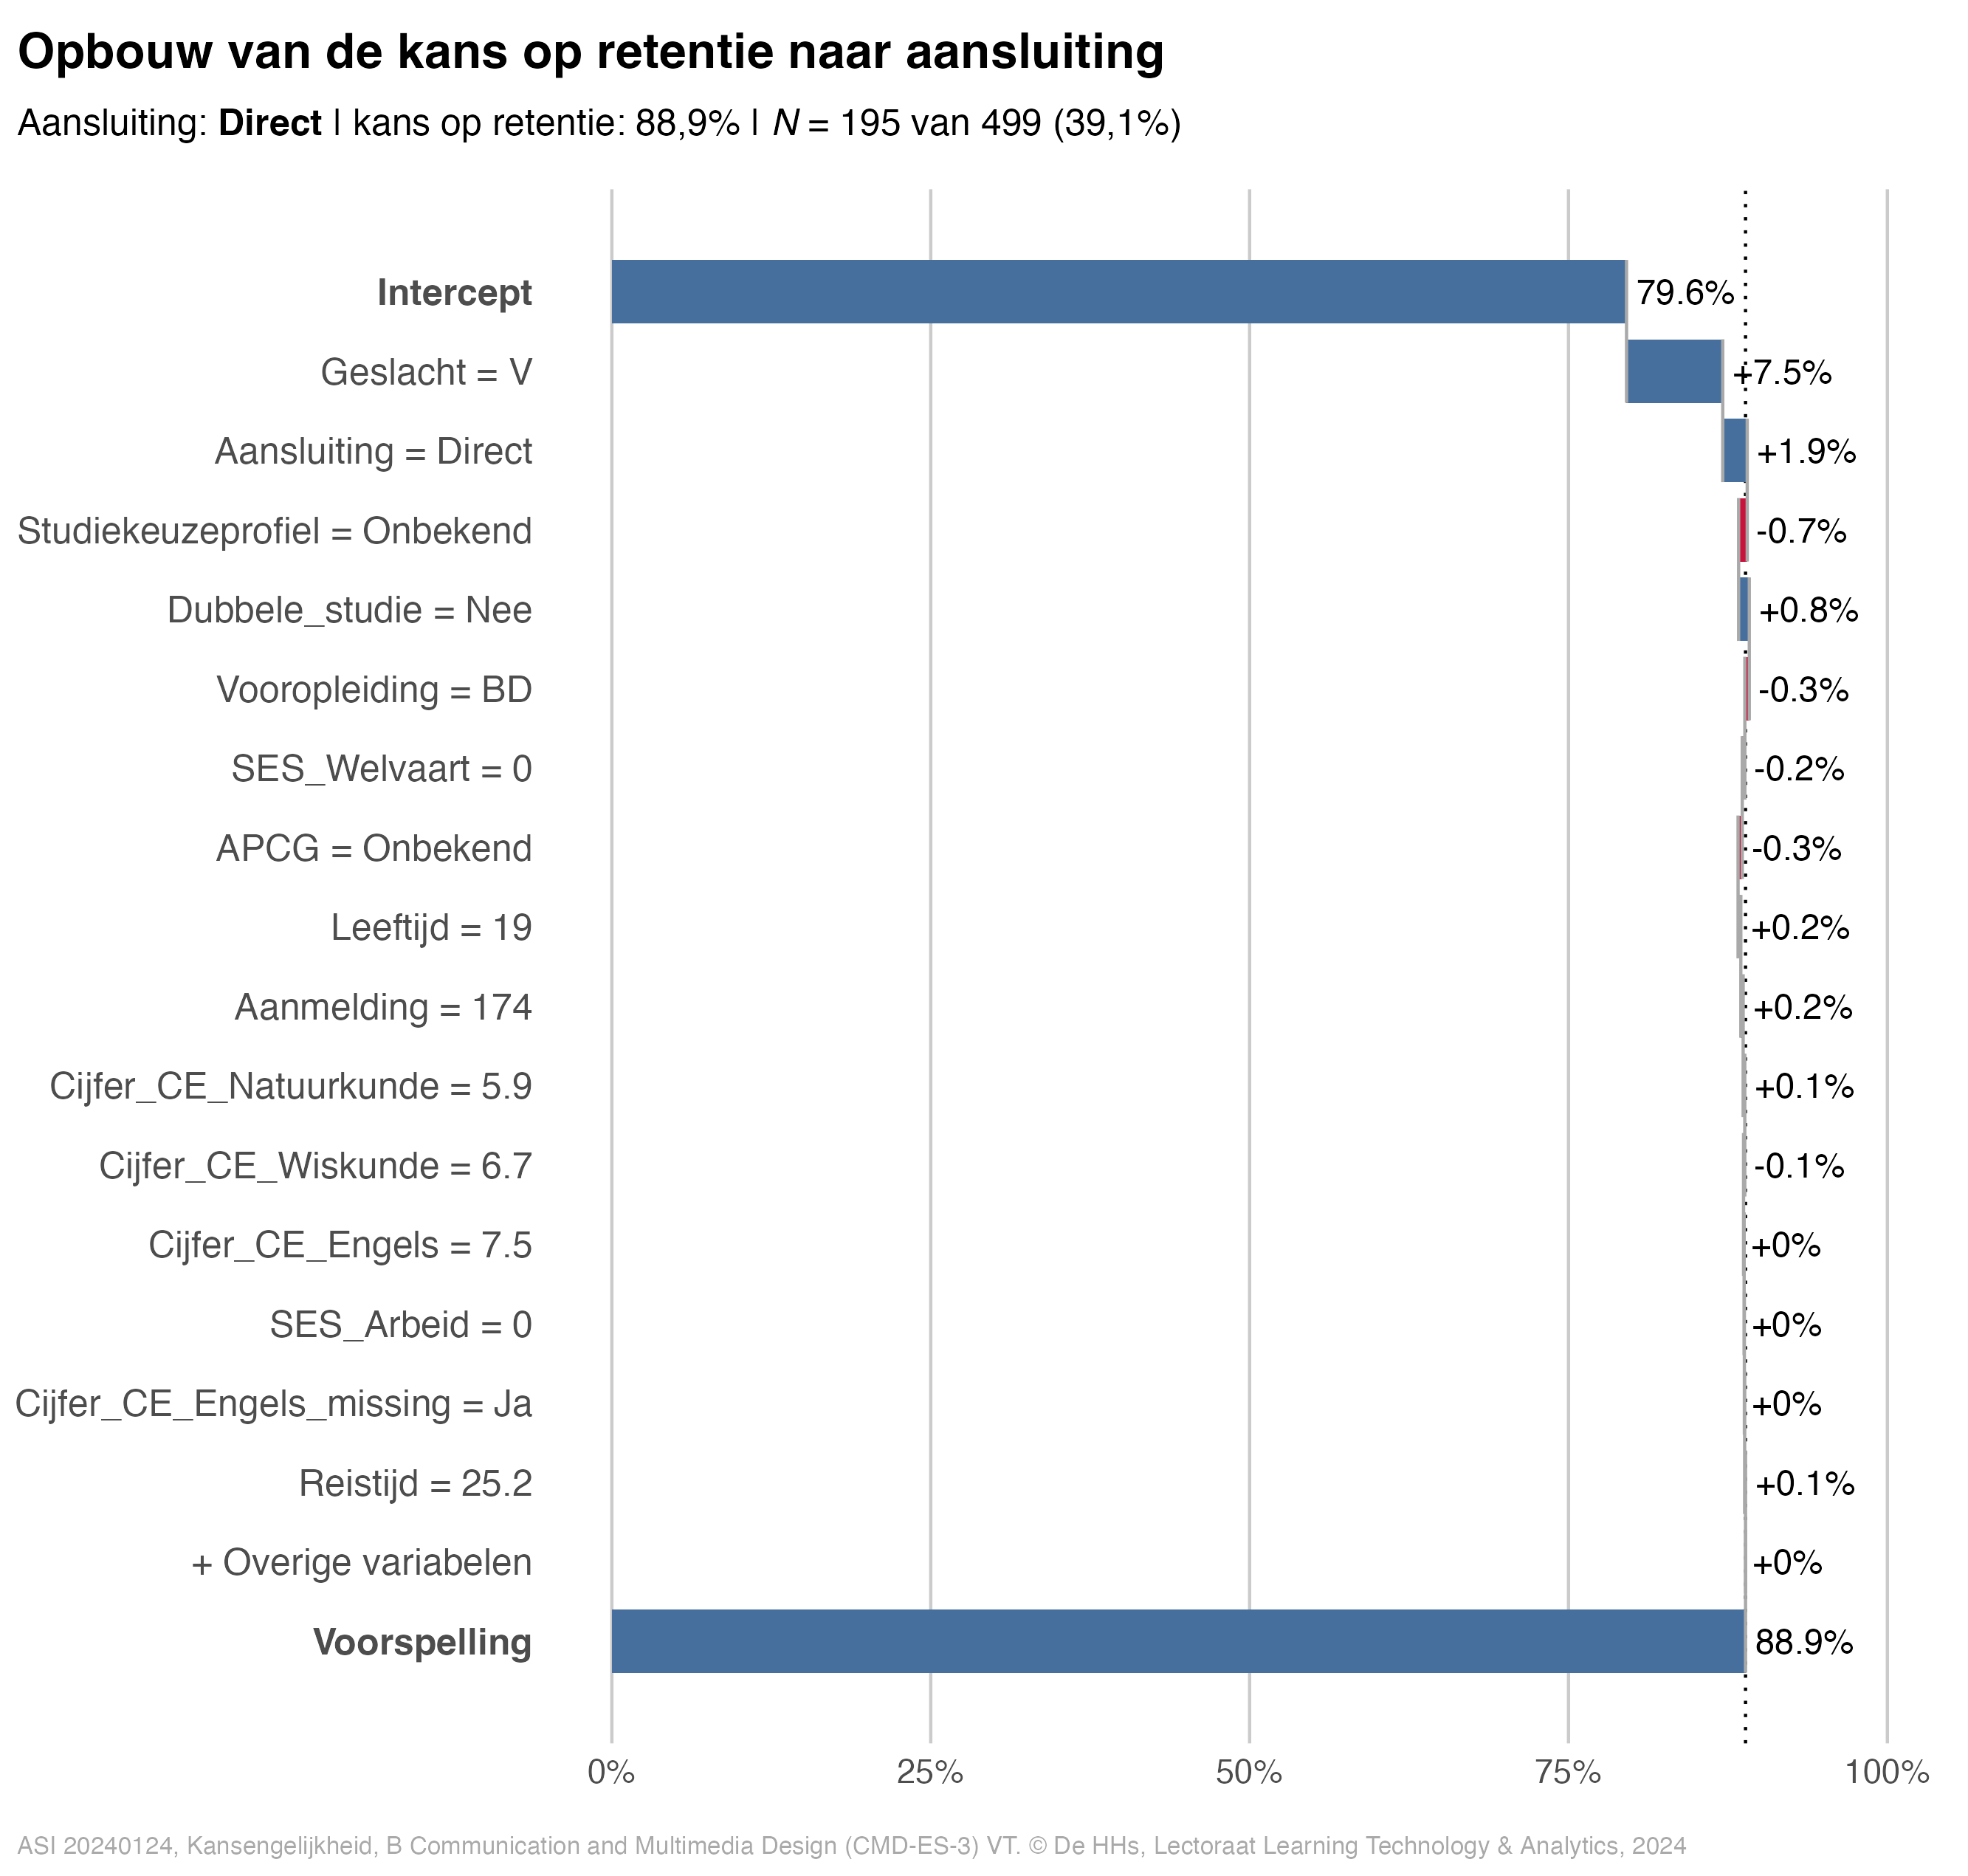 Opbouw van de kans op retentie naar aansluiting
Aansluiting: Direct | kans op retentie: 88,9% | N = 195 van 499 (39,1%)
Intercept 79.6%
Geslacht = V +7.5%
Aansluiting = Direct +1.9%
Studiekeuzeprofiel = Onbekend -0.7%
Dubbele_studie = Nee +0.8%
Vooropleiding = BD -0.3%
SES_Welvaart = 0 -0.2%
APCG = Onbekend -0.3%
Leeftijd = 19 +0.2%
Aanmelding = 174 +0.2%
Cijfer_CE_Natuurkunde = 5.9 +0.1%
Cijfer_CE_Wiskunde = 6.7 -0.1%
Cijfer_CE_Engels = 7.5 +0%
SES_Arbeid = 0 +0%
Cijfer_CE_Engels_missing = Ja +0%
Reistijd = 25.2 +0.1%
+ Overige variabelen +0%
Voorspelling 88.9%
0% 25% 50% 75% 100%
ASI 20240124, Kansengelijkheid, B Communication and Multimedia Design (CMD-ES-3) VT. © De HHs, Lectoraat Learning Technology & Analytics, 2024